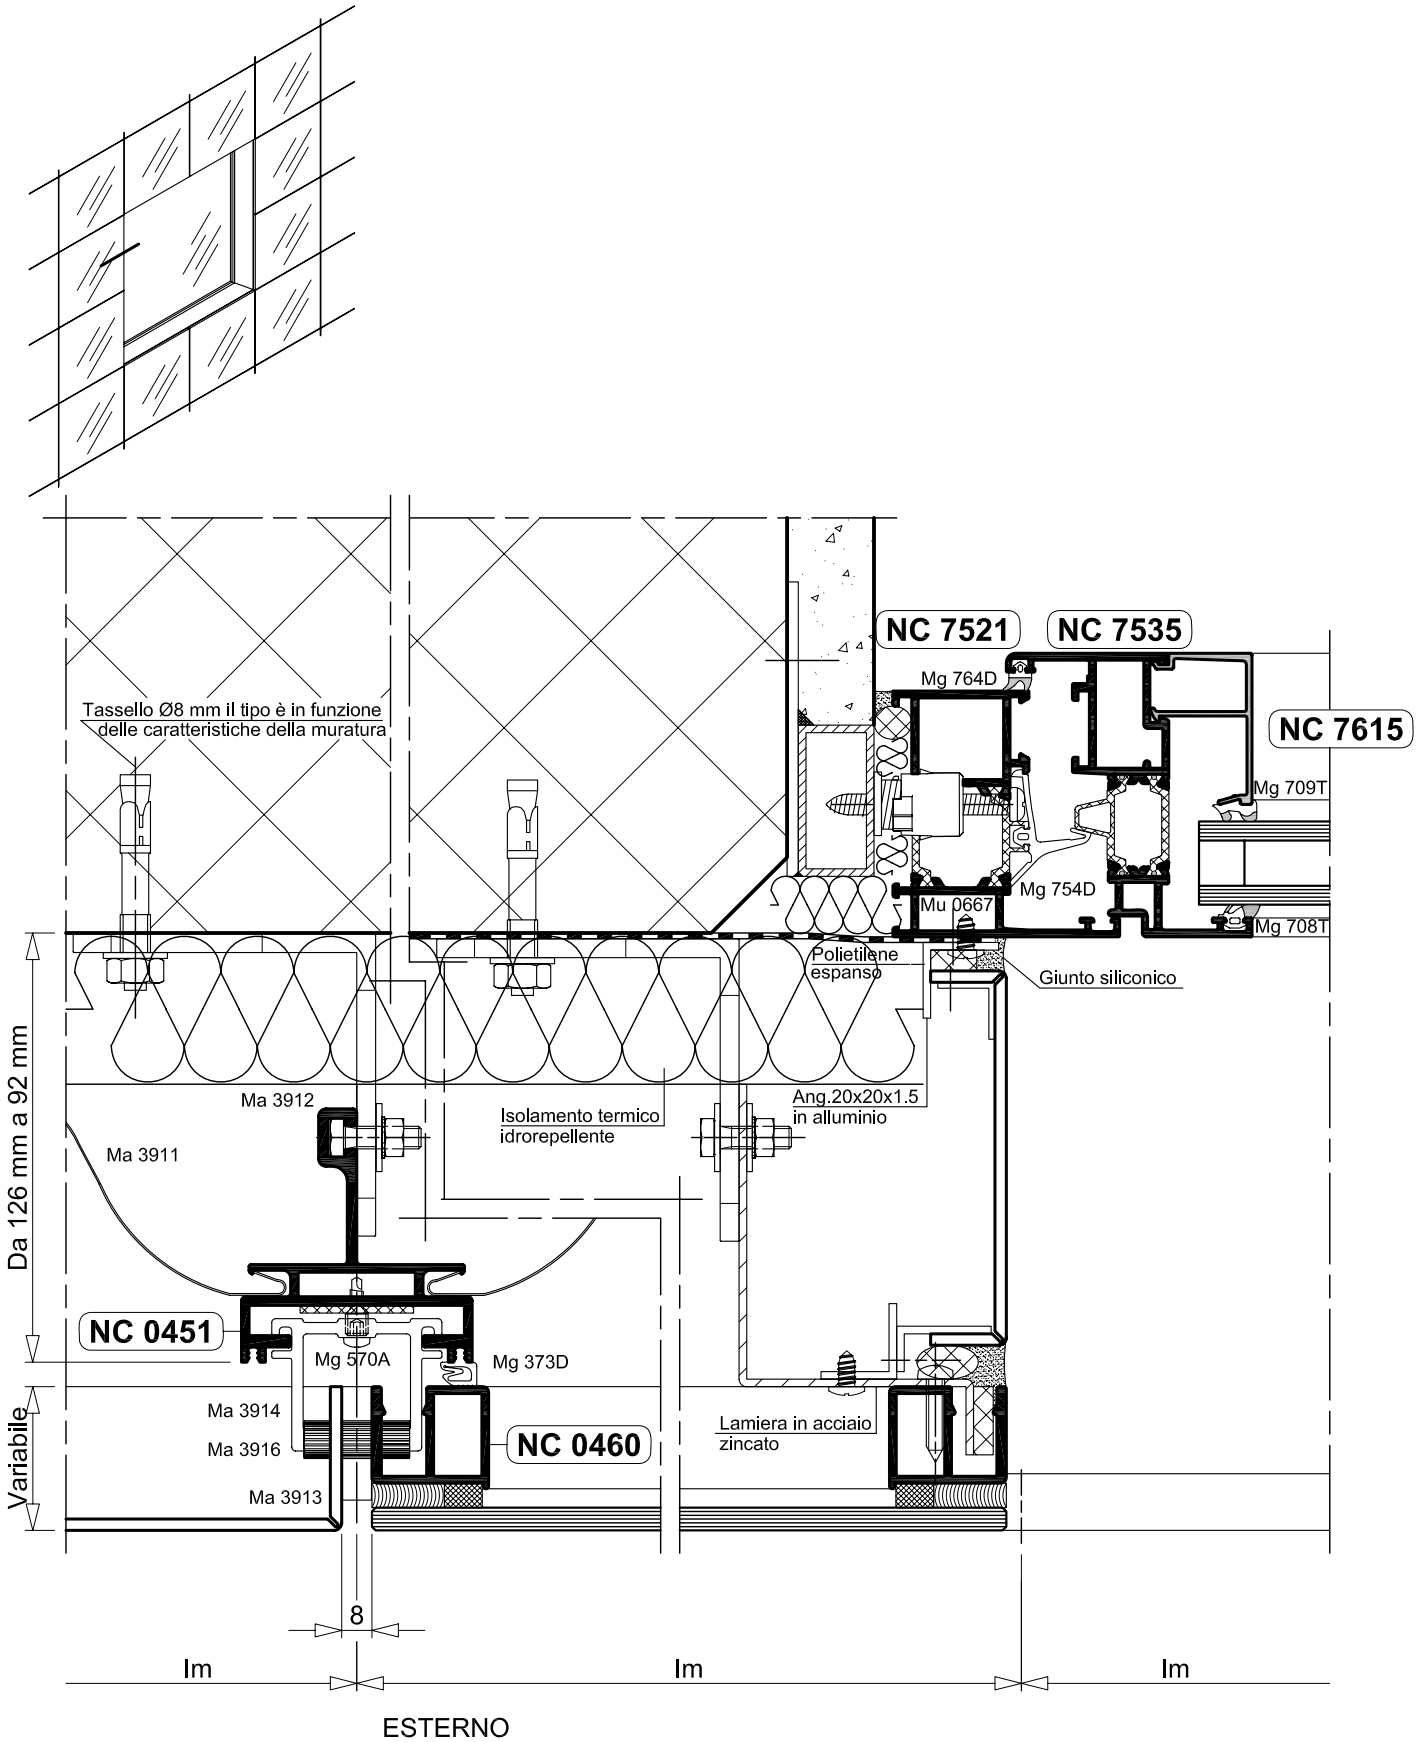 NC 7521
NC 7535
Mg 764D
Tassello Ø8 mm il tipo è in funzione
delle caratteristiche della muratura
NC 7615
Mg 709T
Mg 754D
Mu 0667
Mg 708T
Polietilene
espanso
Giunto siliconico
Da 126 mm a 92 mm
Ma 3912
Isolamento termico
idrorepellente
Ang.20x20x1.5
in alluminio
Ma 3911
NC 0451
Mg 570A
Mg 373D
Variabile
Ma 3914
Ma 3916
NC 0460
Lamiera in acciaio
zincato
Ma 3913
8
Im
Im
Im
ESTERNO